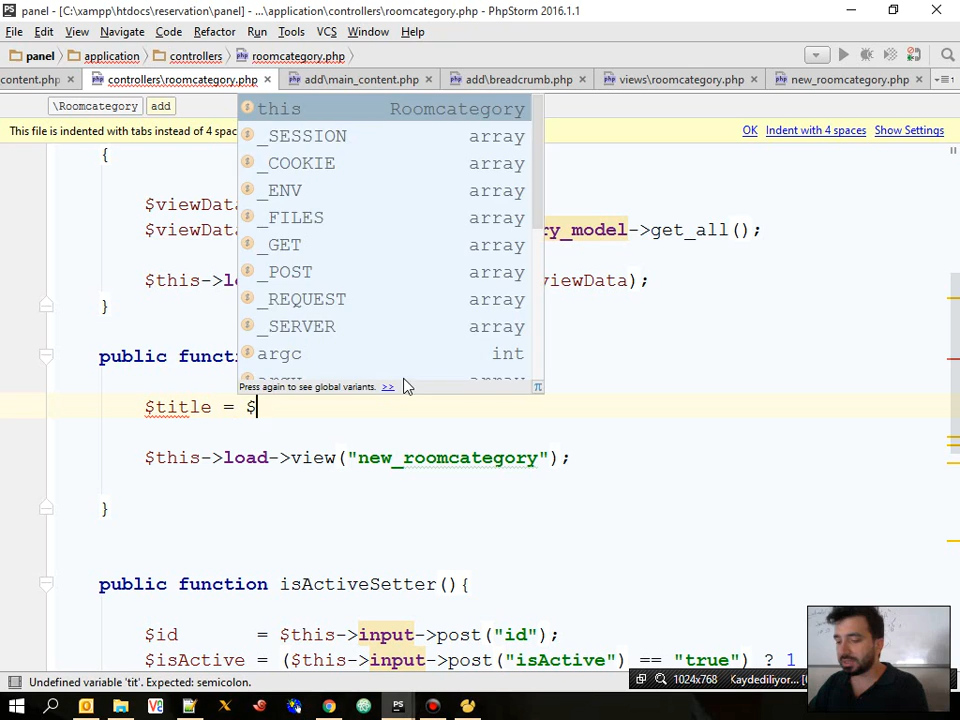 panel - [C:\xampp\htdocs\reservation\panel] - ...\application\controllers\roomcategory.php - PhpStorm 2016.1.1
File Edit View Navigate Code Refactor Run Tools VCS Window Help
panel application controllers roomcategory.php
content.php controllers\roomcategory.php add\main_content.php add\breadcrumb.php views\roomcategory.php new_roomcategory.php
\Roomcategory add
This file is indented with tabs instead of 4 spaces OK Indent with 4 spaces Show Settings
this Roomcategory
_SESSION array
_COOKIE array
_ENV array
_FILES array
_GET array
_POST array
_REQUEST array
_SERVER array
argc int
Press again to see global variants. >>
{
$viewData
$viewData ry_model->get_all();
$this->l viewData);
}
public function
$title = $
$this->load->view("new_roomcategory");
}
public function isActiveSetter(){
$id = $this->input->post("id");
$isActive = ($this->input->post("isActive") == "true") ? 1
1024x768 Kaydediliyor...
Undefined variable 'tit'. Expected: semicolon.